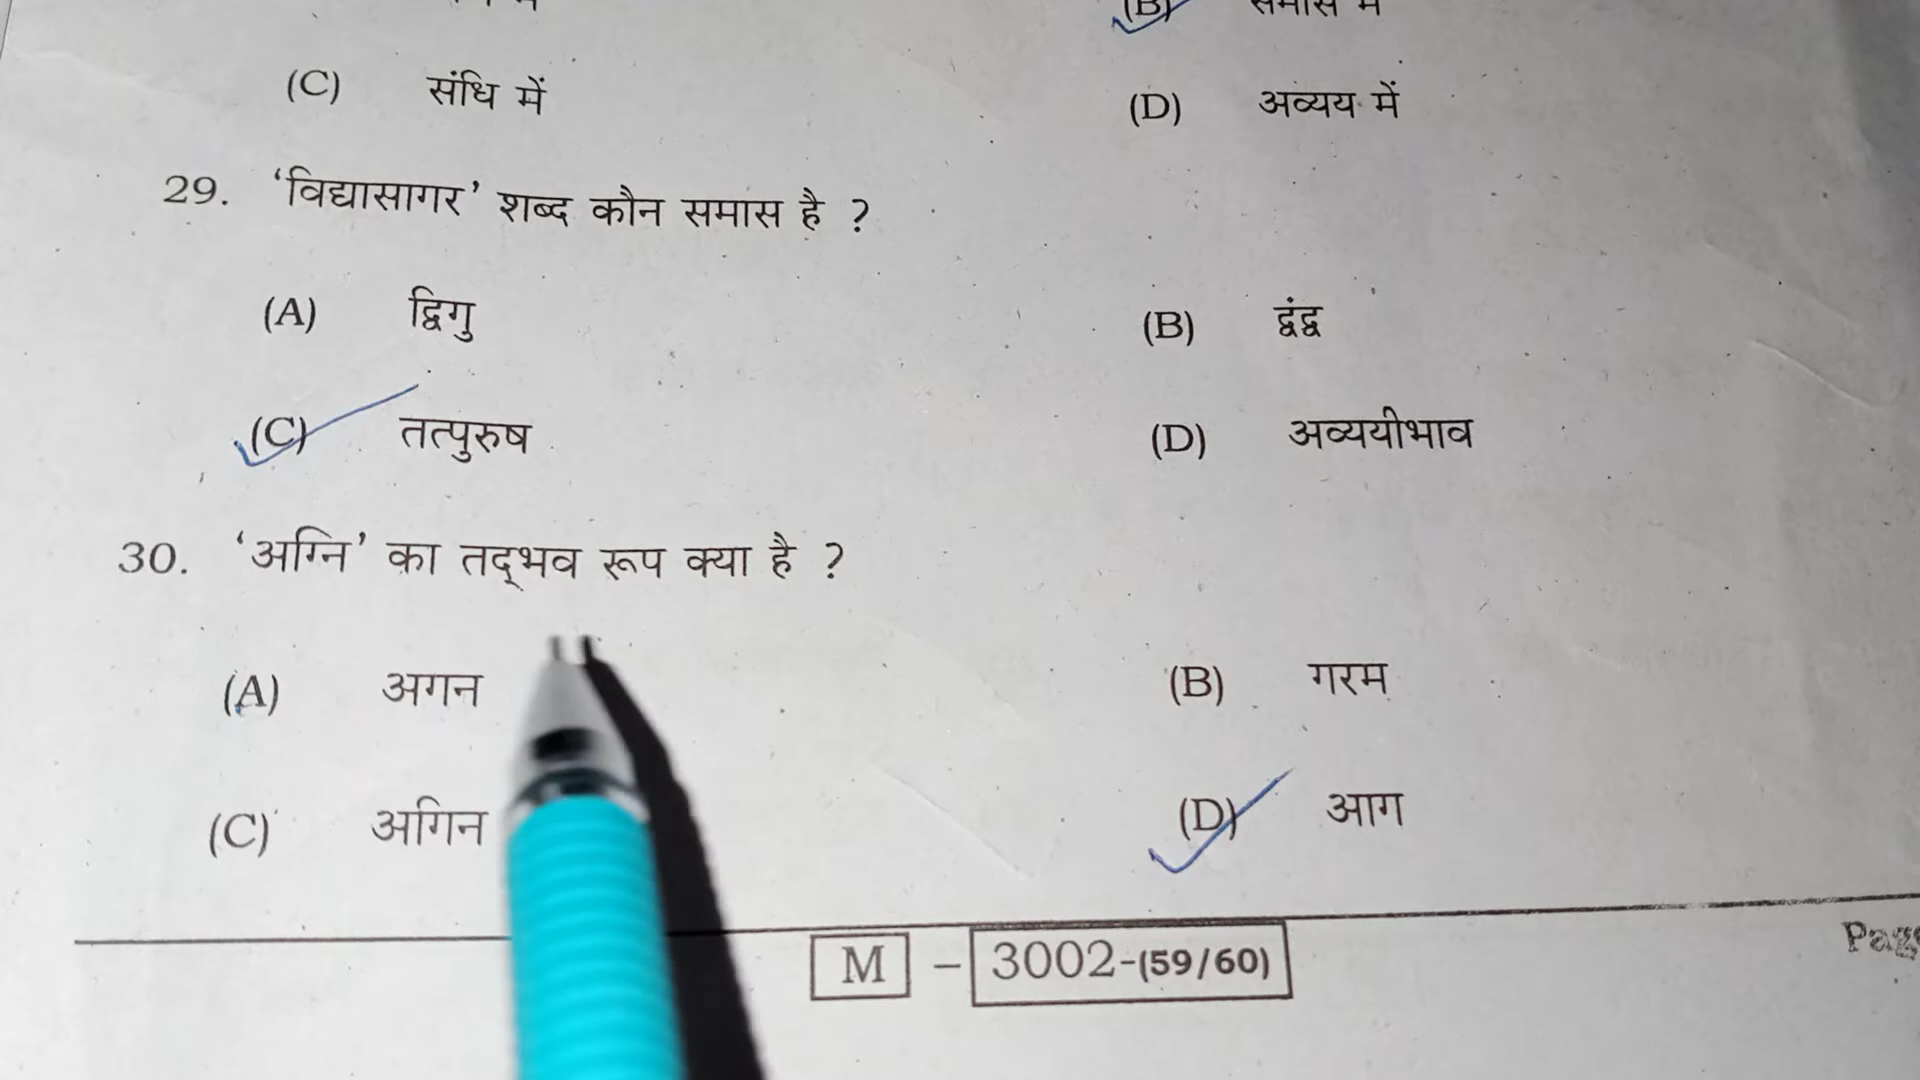 (B) समास में
(C) संधि में (D) अव्यय में
29. ‘विद्यासागर’ शब्द कौन समास है ?
(A) द्विगु (B) द्वंद्व
(C) तत्पुरुष (D) अव्ययीभाव
30. ‘अग्नि’ का तद्‌भव रूप क्या है ?
(A) अगन (B) गरम
(C) अगिन (D) आग
M – 3002-(59/60)